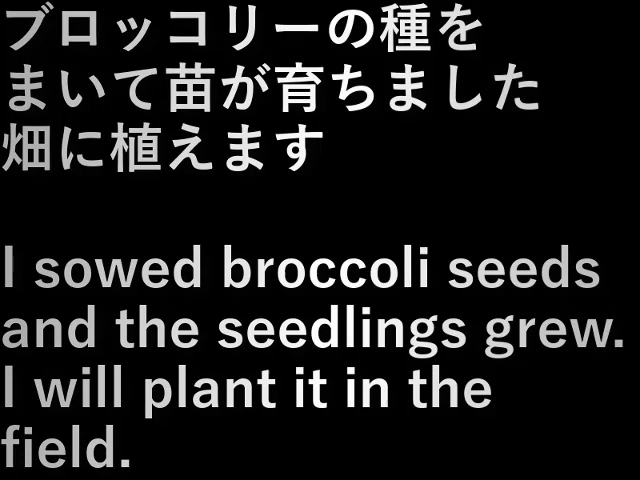 ブロッコリーの種を
まいて苗が育ちました
畑に植えます
I sowed broccoli seeds
and the seedlings grew.
I will plant it in the
field.